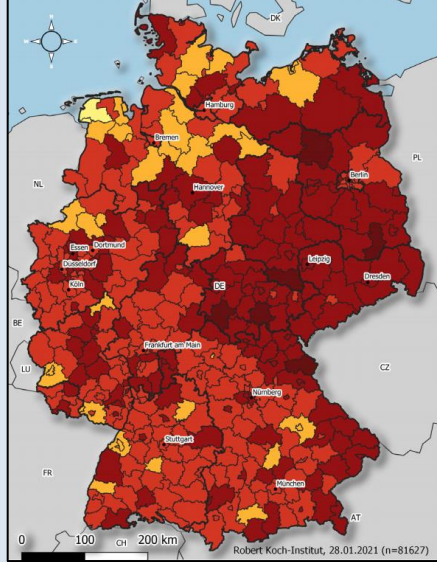 DK
Hamburg
Bremen
PL
Berlin
NL
Hannover
Essen
Dortmund
Düsseldorf
Leipzig
Köln
Dresden
DE
BE
Frankfurt am Main
LU
CZ
Nürnberg
Stuttgart
FR
München
AT
0 100 200 km
CH
Robert Koch-Institut, 28.01.2021 (n=81627)